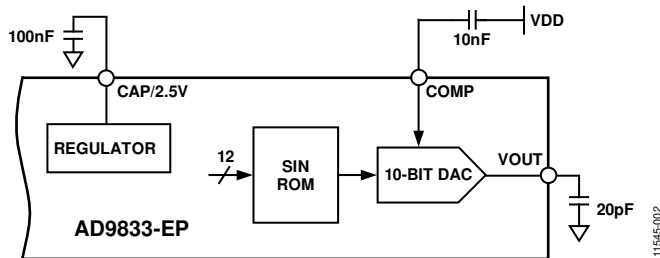 100nF
VDD
10nF
CAP/2.5V
COMP
REGULATOR
12
SIN
ROM
10-BIT DAC
VOUT
20pF
AD9833-EP
11545-002